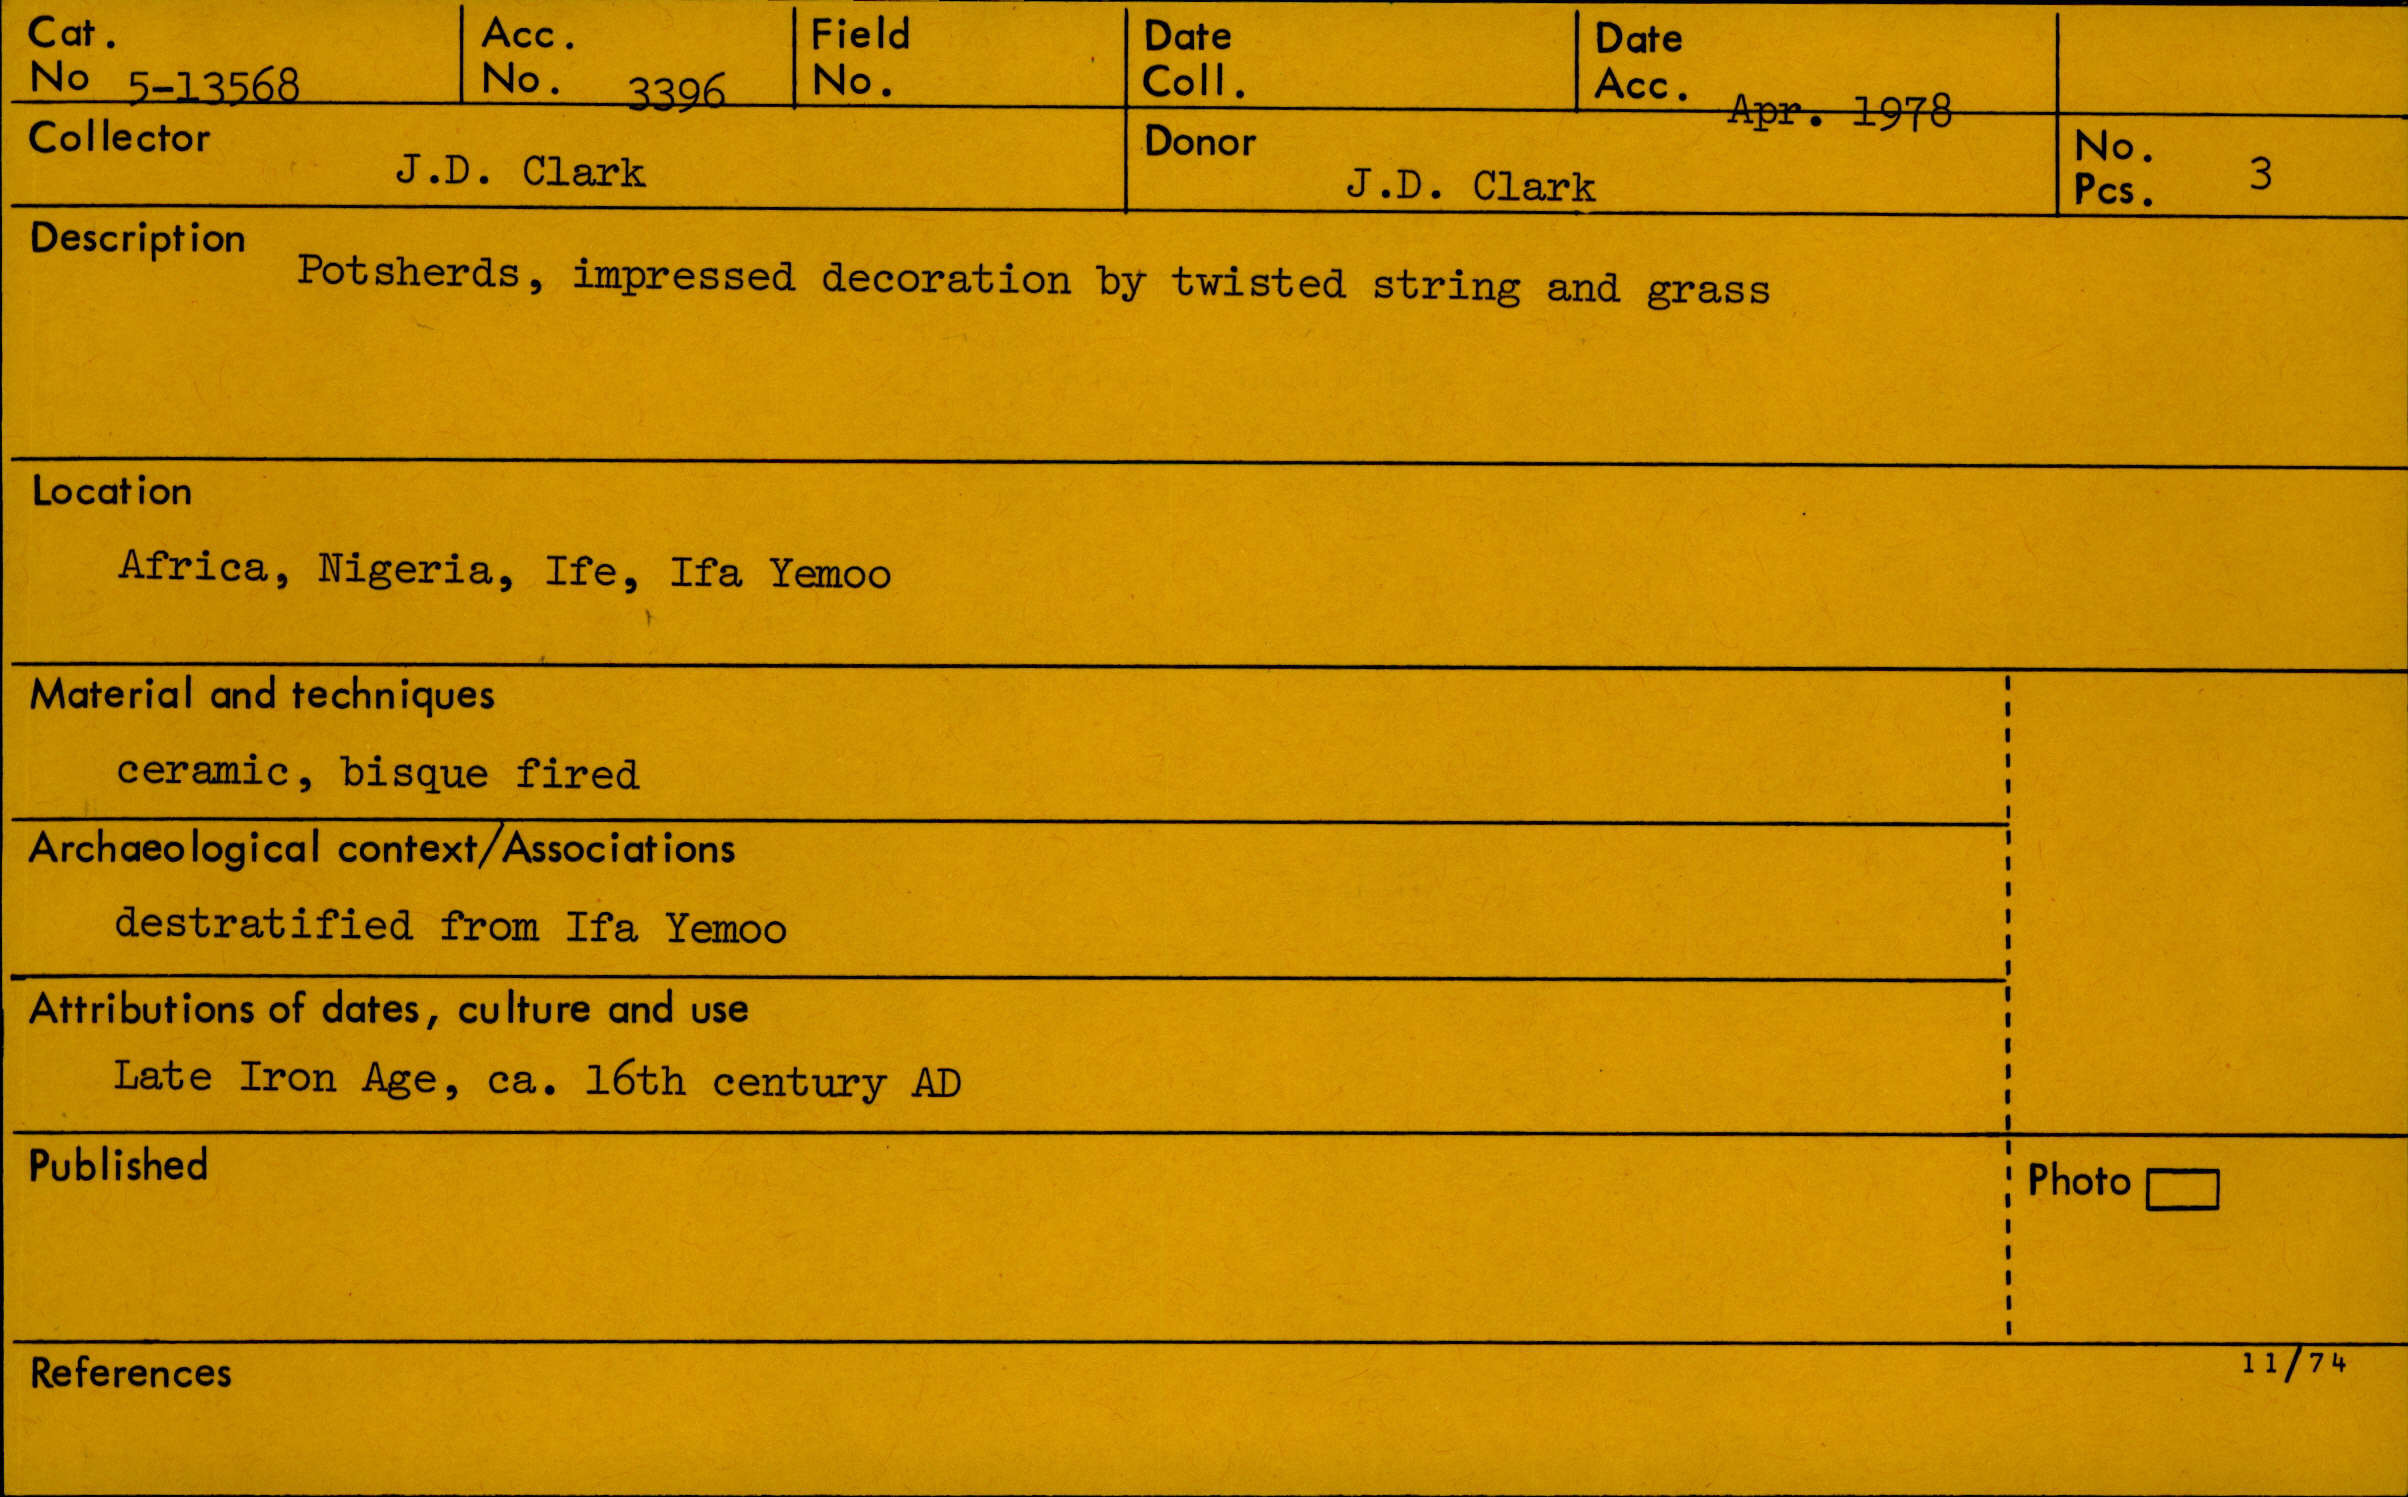 Cat. No 5-13568
Acc. No. 3396
Field No.
Date Coll.
Date Acc. Apr. 1978
Collector J.D. Clark
Donor J.D. Clark
No. Pcs. 3
Description Potsherds, impressed decoration by twisted string and grass
Location
Africa, Nigeria, Ife, Ifa Yemoo
Material and techniques
ceramic, bisque fired
Archaeological context/Associations
destratified from Ifa Yemoo
Attributions of dates, culture and use
Late Iron Age, ca. 16th century AD
Published
Photo
References
11/74